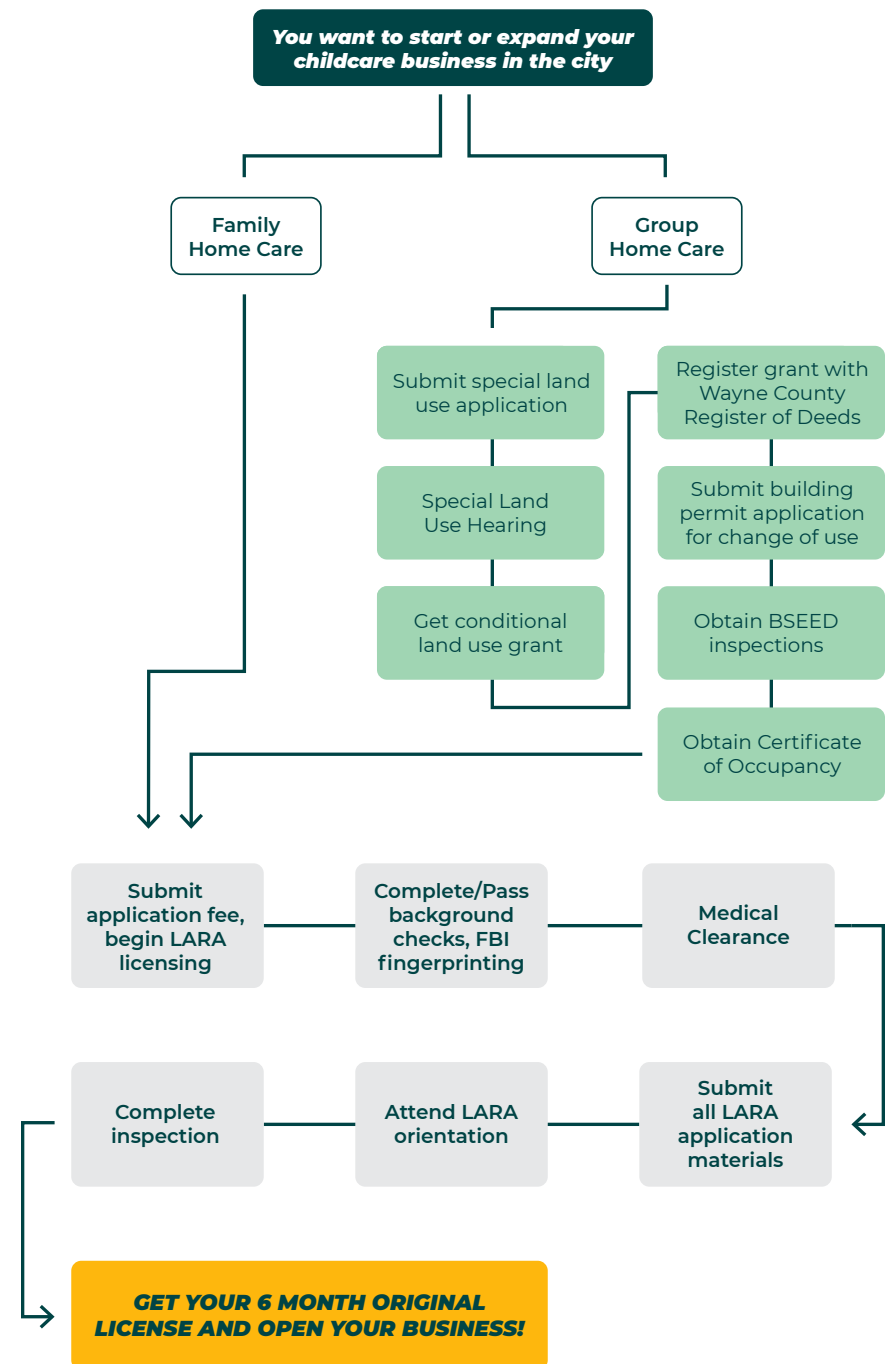 You want to start or expand your
childcare business in the city
Family
Home Care
Group
Home Care
Submit special land
use application
Special Land
Use Hearing
Get conditional
land use grant
Register grant with
Wayne County
Register of Deeds
Submit building
permit application
for change of use
Obtain BSEED
inspections
Obtain Certificate
of Occupancy
Submit
application fee,
begin LARA
licensing
Complete/Pass
background
checks, FBI
fingerprinting
Medical
Clearance
Submit
all LARA
application
materials
Attend LARA
orientation
Complete
inspection
GET YOUR 6 MONTH ORIGINAL
LICENSE AND OPEN YOUR BUSINESS!